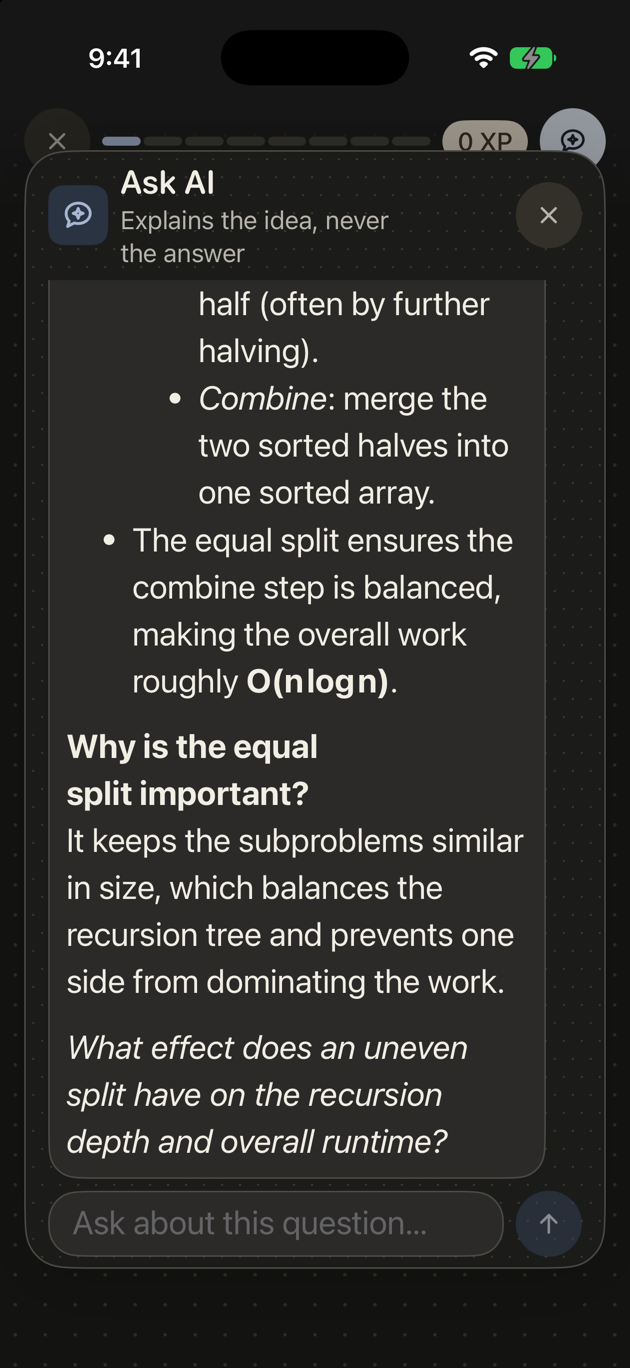 9:41
0 XP
Ask AI
Explains the idea, never
the answer
half (often by further
halving).
• Combine: merge the
two sorted halves into
one sorted array.
• The equal split ensures the
combine step is balanced,
making the overall work
roughly O(n log n).
Why is the equal
split important?
It keeps the subproblems similar
in size, which balances the
recursion tree and prevents one
side from dominating the work.
What effect does an uneven
split have on the recursion
depth and overall runtime?
Ask about this question...